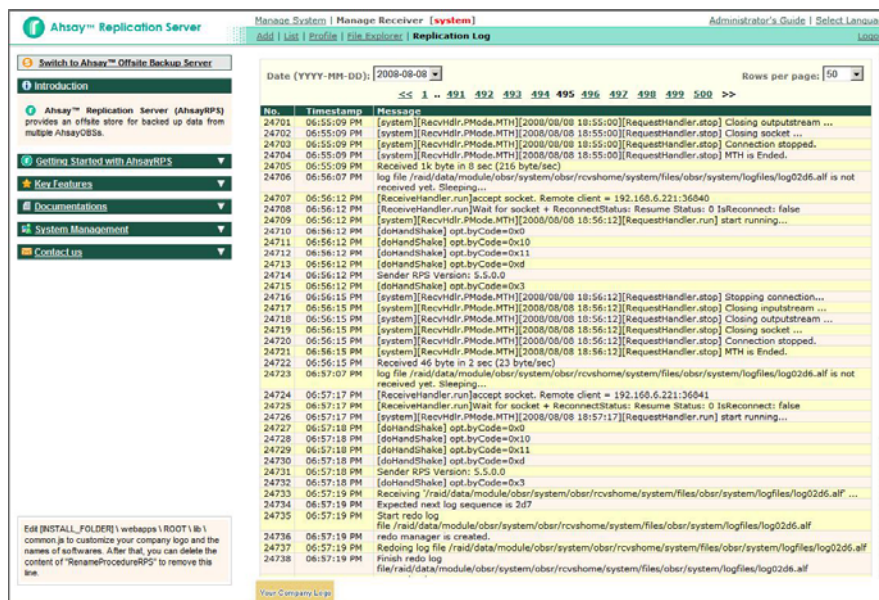 Ahsay™ Replication Server
Manage System | Manage Receiver [system]
Administrator's Guide | Select Langua
Add | List | Profile | File Explorer | Replication Log
Logo
Switch to Ahsay™ Offsite Backup Server
Introduction
Ahsay™ Replication Server (AhsayRPS) provides an offsite store for backed up data from multiple AhsayOBSs.
Getting Started with AhsayRPS
Key Features
Documentations
System Management
Contact us
Edit [INSTALL_FOLDER] \ webapps \ ROOT \ lib \
common.js to customize your company logo and the
names of softwares. After that, you can delete the
content of "RenameProcedureRPS" to remove this
line.
Date (YYYY-MM-DD): 2008-08-08
Rows per page: 50
<< 1 .. 491 492 493 494 495 496 497 498 499 500 >>
No. Timestamp Message
24701 06:55:09 PM [system][RecvHdlr.PMode.MTH][2008/08/08 18:55:00][RequestHandler.stop] Closing outputstream ...
24702 06:55:09 PM [system][RecvHdlr.PMode.MTH][2008/08/08 18:55:00][RequestHandler.stop] Closing socket ...
24703 06:55:09 PM [system][RecvHdlr.PMode.MTH][2008/08/08 18:55:00][RequestHandler.stop] Connection stopped.
24704 06:55:09 PM [system][RecvHdlr.PMode.MTH][2008/08/08 18:55:00][RequestHandler.stop] MTH is Ended.
24705 06:55:09 PM Received 1k byte in 8 sec (216 byte/sec)
24706 06:56:07 PM log file /raid/data/module/obsr/system/obsr/rcvshome/system/files/obsr/system/logfiles/log02d6.alf is not
received yet. Sleeping...
24707 06:56:12 PM [ReceiveHandler.run]accept socket. Remote client = 192.168.6.221:36840
24708 06:56:12 PM [ReceiveHandler.run]Wait for socket + ReconnectStatus: Resume Status: 0 IsReconnect: false
24709 06:56:12 PM [system][RecvHdlr.PMode.MTH][2008/08/08 18:56:12][RequestHandler.run] start running...
24710 06:56:12 PM [doHandShake] opt.byCode=0x0
24711 06:56:12 PM [doHandShake] opt.byCode=0x10
24712 06:56:12 PM [doHandShake] opt.byCode=0x11
24713 06:56:12 PM [doHandShake] opt.byCode=0xd
24714 06:56:12 PM Sender RPS Version: 5.5.0.0
24715 06:56:12 PM [doHandShake] opt.byCode=0x3
24716 06:56:15 PM [system][RecvHdlr.PMode.MTH][2008/08/08 18:56:12][RequestHandler.stop] Stopping connection...
24717 06:56:15 PM [system][RecvHdlr.PMode.MTH][2008/08/08 18:56:12][RequestHandler.stop] Closing inputstream ...
24718 06:56:15 PM [system][RecvHdlr.PMode.MTH][2008/08/08 18:56:12][RequestHandler.stop] Closing outputstream ...
24719 06:56:15 PM [system][RecvHdlr.PMode.MTH][2008/08/08 18:56:12][RequestHandler.stop] Closing socket ...
24720 06:56:15 PM [system][RecvHdlr.PMode.MTH][2008/08/08 18:56:12][RequestHandler.stop] Connection stopped.
24721 06:56:15 PM [system][RecvHdlr.PMode.MTH][2008/08/08 18:56:12][RequestHandler.stop] MTH is Ended.
24722 06:56:15 PM Received 46 byte in 2 sec (23 byte/sec)
24723 06:57:07 PM log file /raid/data/module/obsr/system/obsr/rcvshome/system/files/obsr/system/logfiles/log02d6.alf is not
received yet. Sleeping...
24724 06:57:17 PM [ReceiveHandler.run]accept socket. Remote client = 192.168.6.221:36841
24725 06:57:17 PM [ReceiveHandler.run]Wait for socket + ReconnectStatus: Resume Status: 0 IsReconnect: false
24726 06:57:17 PM [system][RecvHdlr.PMode.MTH][2008/08/08 18:57:17][RequestHandler.run] start running...
24727 06:57:18 PM [doHandShake] opt.byCode=0x0
24728 06:57:18 PM [doHandShake] opt.byCode=0x10
24729 06:57:18 PM [doHandShake] opt.byCode=0x11
24730 06:57:18 PM [doHandShake] opt.byCode=0xd
24731 06:57:18 PM Sender RPS Version: 5.5.0.0
24732 06:57:18 PM [doHandShake] opt.byCode=0x3
24733 06:57:19 PM Receiving '/raid/data/module/obsr/system/obsr/rcvshome/system/files/obsr/system/logfiles/log02d6.alf' ...
24734 06:57:19 PM Expected next log sequence is 2d7
24735 06:57:19 PM Start redo log
file /raid/data/module/obsr/system/obsr/rcvshome/system/files/obsr/system/logfiles/log02d6.alf
24736 06:57:19 PM redo manager is created.
24737 06:57:19 PM Redoing log file /raid/data/module/obsr/system/obsr/rcvshome/system/files/obsr/system/logfiles/log02d6.alf
24738 06:57:19 PM Finish redo log
file/raid/data/module/obsr/system/obsr/rcvshome/system/files/obsr/system/logfiles/log02d6.alf
Your Company Logo